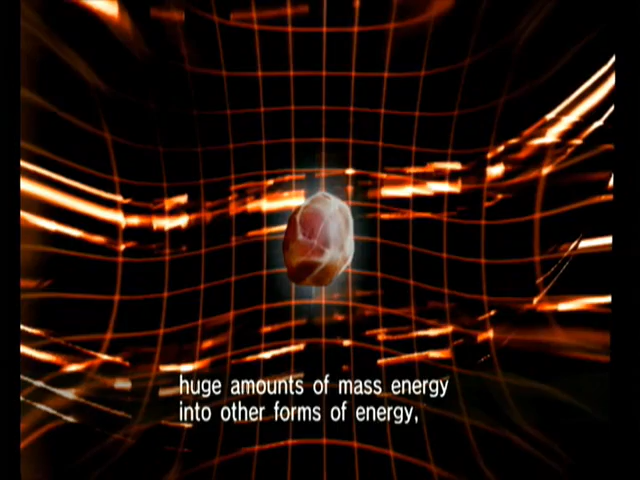 huge amounts of mass energy
into other forms of energy,